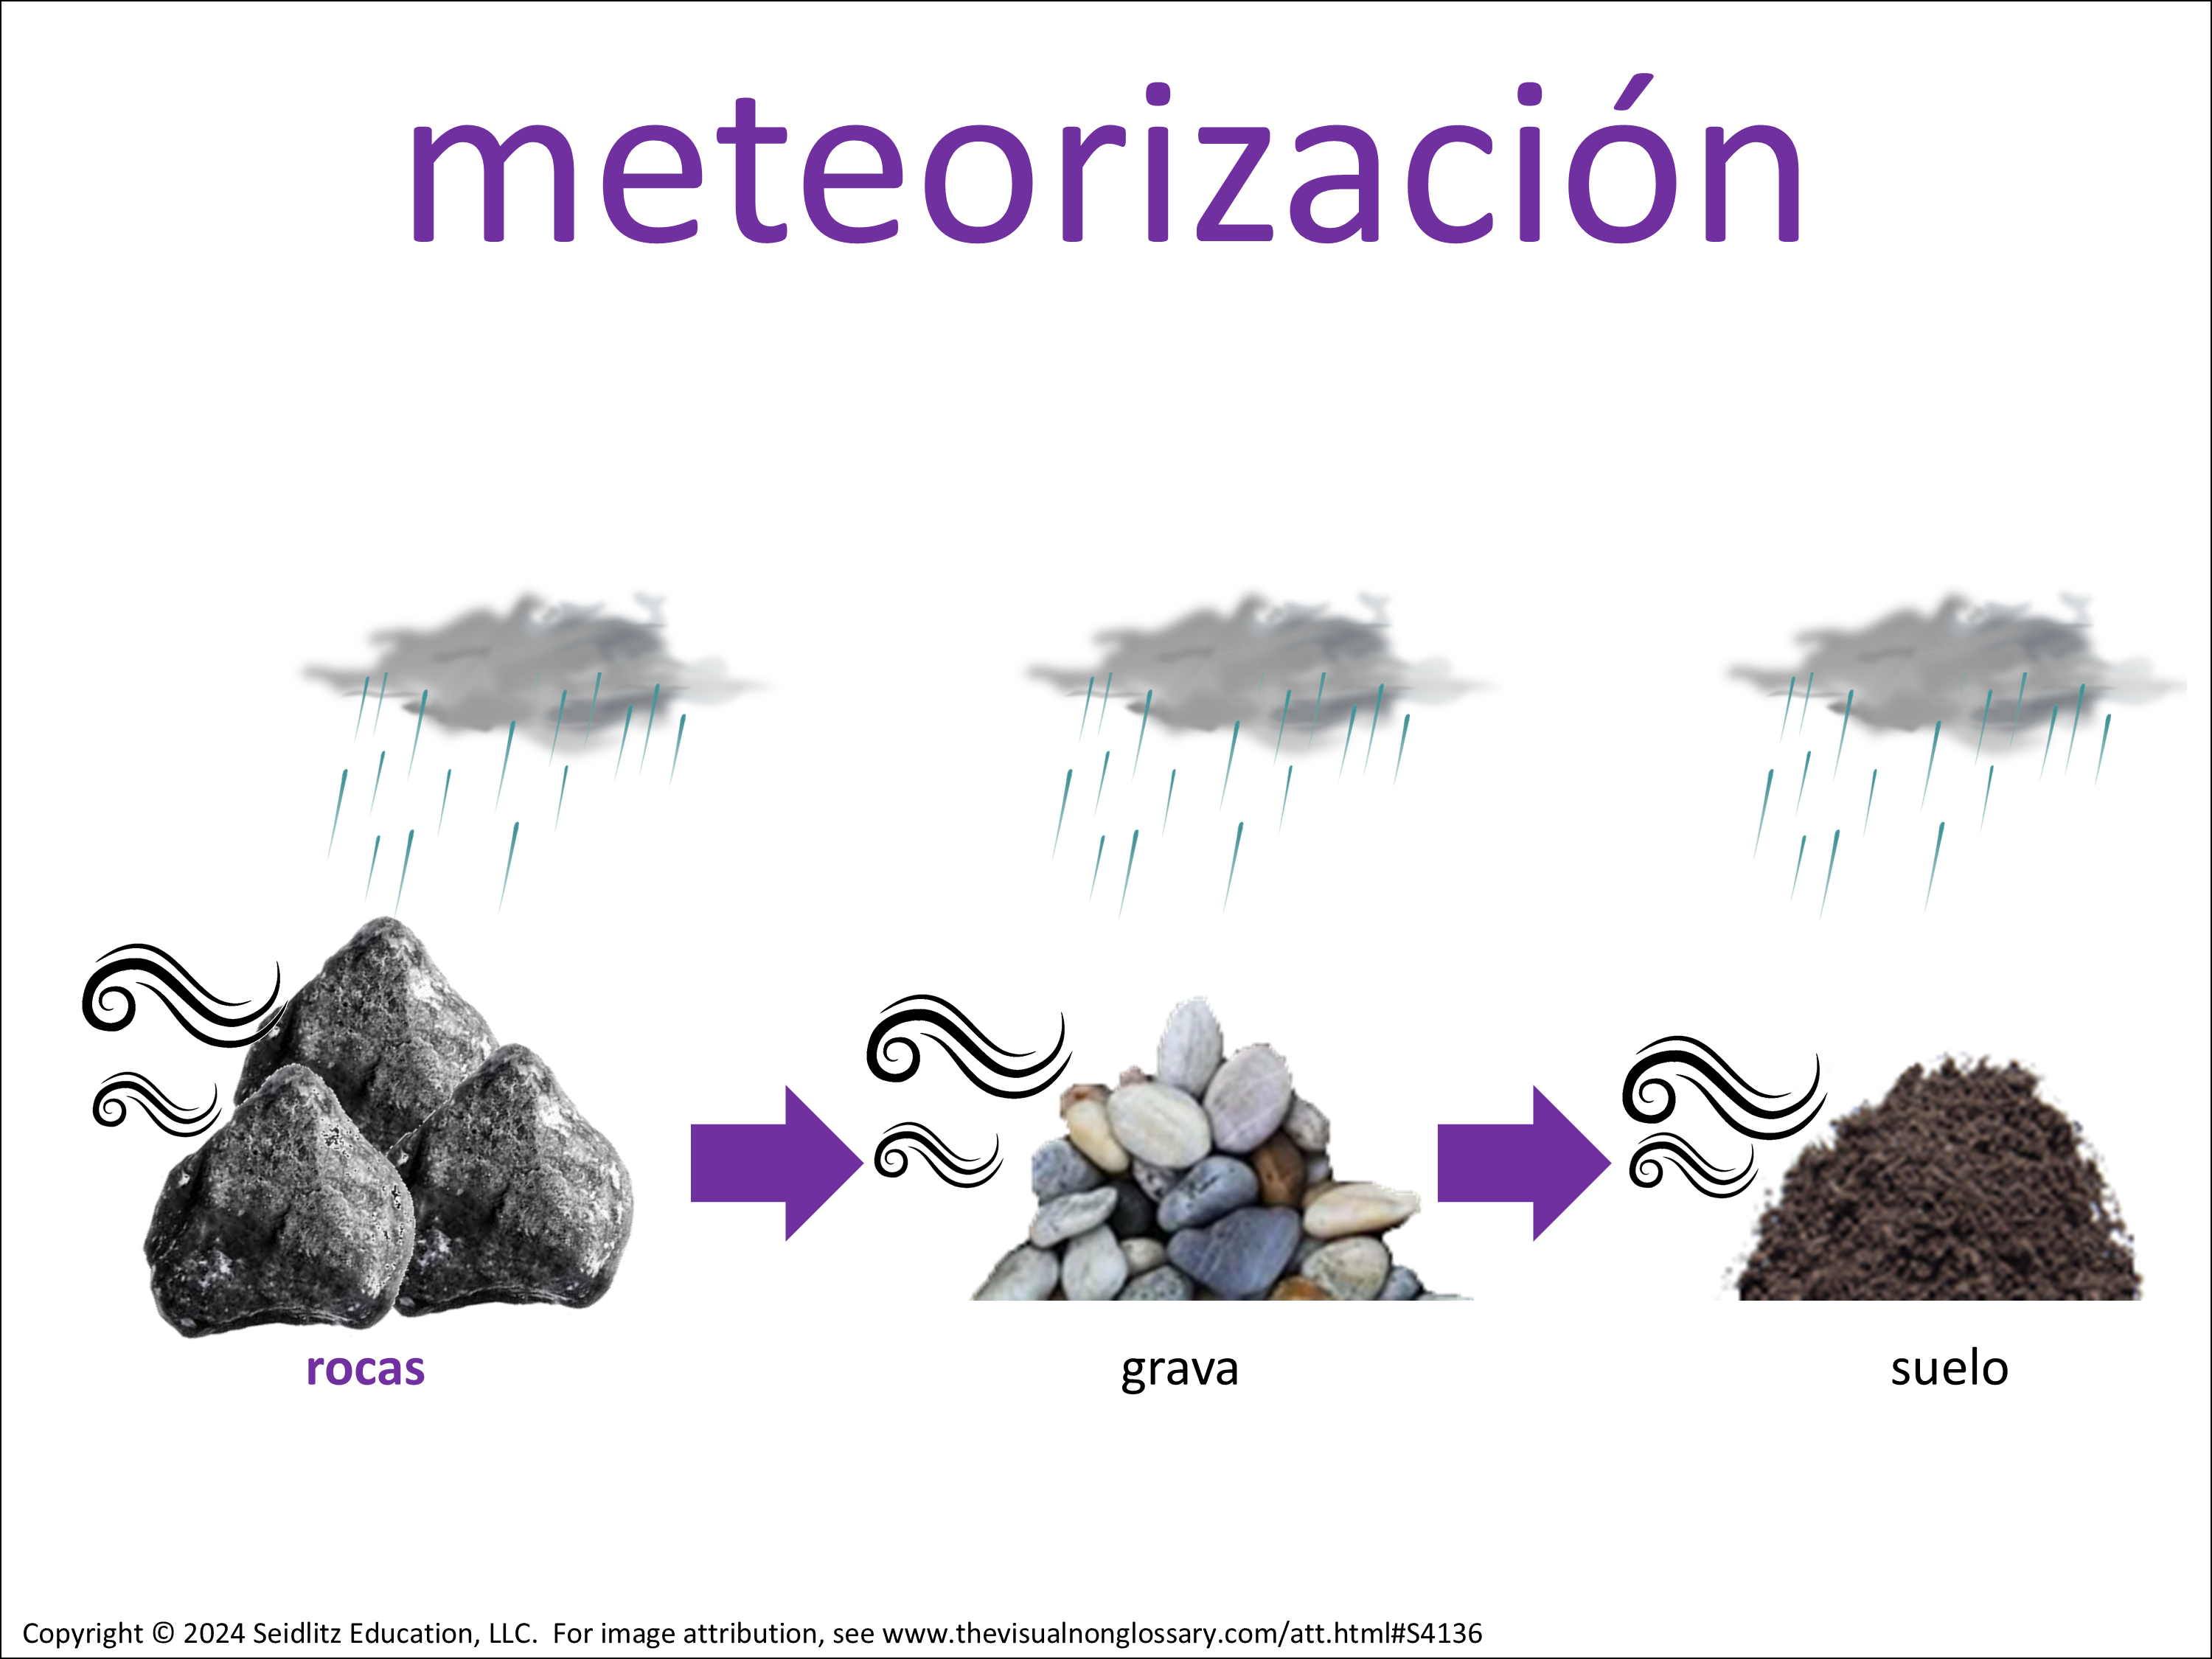 meteorización
rocas
grava
suelo
Copyright © 2024 Seidlitz Education, LLC.  For image attribution, see www.thevisualnonglossary.com/att.html#S4136